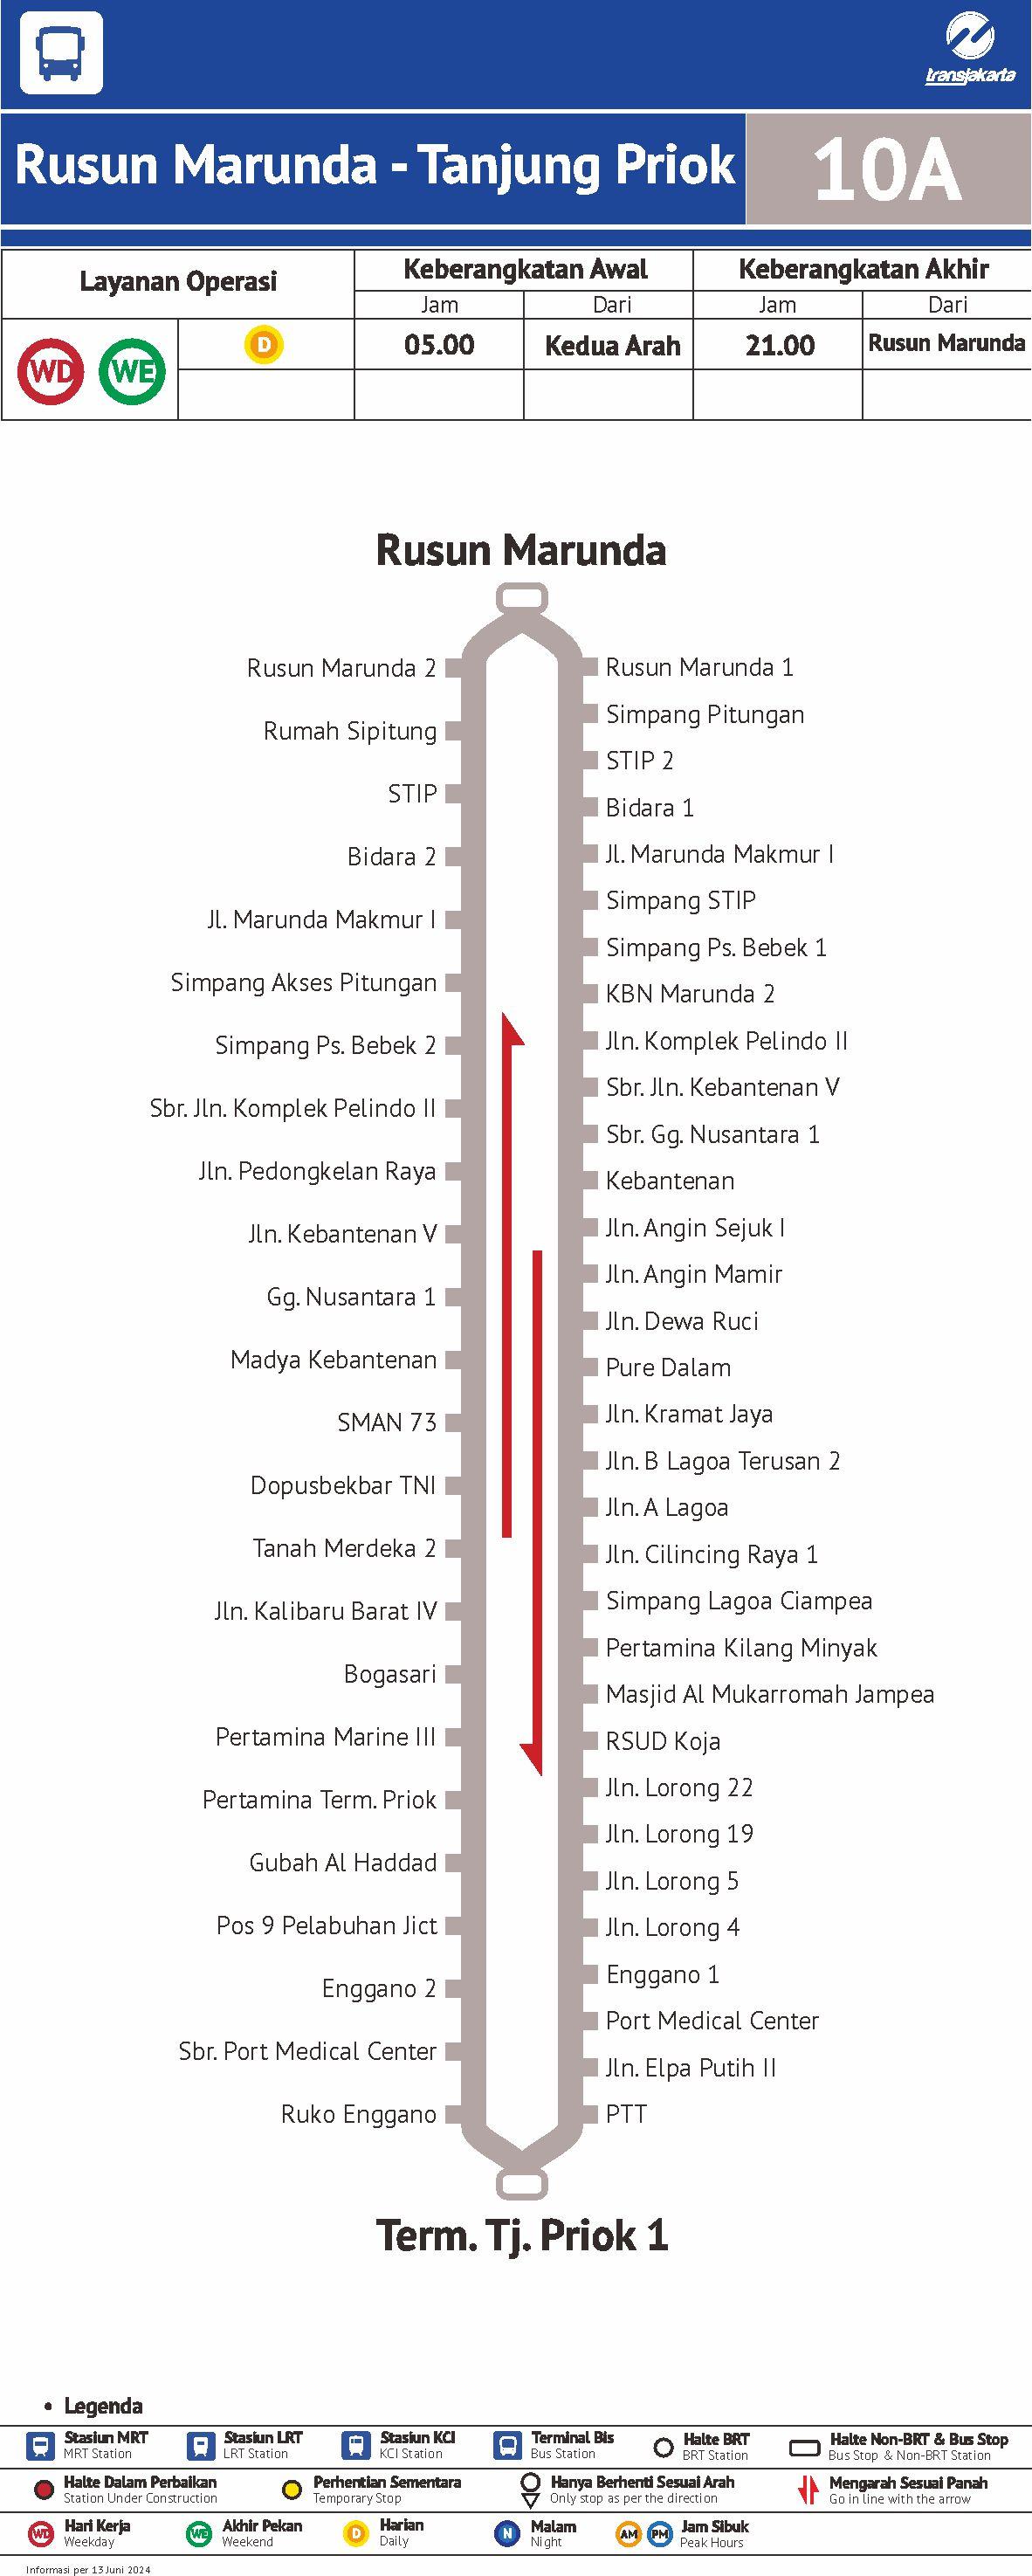 transjakarta
Rusun Marunda - Tanjung Priok
10A
Layanan Operasi
Keberangkatan Awal
Keberangkatan Akhir
Jam
Dari
Jam
Dari
WD
WE
D
05.00
Kedua Arah
21.00
Rusun Marunda
Rusun Marunda
Rusun Marunda 2
Rumah Sipitung
STIP
Bidara 2
Jl. Marunda Makmur I
Simpang Akses Pitungan
Simpang Ps. Bebek 2
Sbr. Jln. Komplek Pelindo II
Jln. Pedongkelan Raya
Jln. Kebantenan V
Gg. Nusantara 1
Madya Kebantenan
SMAN 73
Dopusbekbar TNI
Tanah Merdeka 2
Jln. Kalibaru Barat IV
Bogasari
Pertamina Marine III
Pertamina Term. Priok
Gubah Al Haddad
Pos 9 Pelabuhan Jict
Enggano 2
Sbr. Port Medical Center
Ruko Enggano
Rusun Marunda 1
Simpang Pitungan
STIP 2
Bidara 1
Jl. Marunda Makmur I
Simpang STIP
Simpang Ps. Bebek 1
KBN Marunda 2
Jln. Komplek Pelindo II
Sbr. Jln. Kebantenan V
Sbr. Gg. Nusantara 1
Kebantenan
Jln. Angin Sejuk I
Jln. Angin Mamir
Jln. Dewa Ruci
Pure Dalam
Jln. Kramat Jaya
Jln. B Lagoa Terusan 2
Jln. A Lagoa
Jln. Cilincing Raya 1
Simpang Lagoa Ciampea
Pertamina Kilang Minyak
Masjid Al Mukarromah Jampea
RSUD Koja
Jln. Lorong 22
Jln. Lorong 19
Jln. Lorong 5
Jln. Lorong 4
Enggano 1
Port Medical Center
Jln. Elpa Putih II
PTT
Term. Tj. Priok 1
• Legenda
Stasiun MRT
MRT Station
Stasiun LRT
LRT Station
Stasiun KCI
KCI Station
Terminal Bis
Bus Station
Halte BRT
BRT Station
Halte Non-BRT & Bus Stop
Bus Stop & Non-BRT Station
Halte Dalam Perbaikan
Station Under Construction
Perhentian Sementara
Temporary Stop
Hanya Berhenti Sesuai Arah
Only stop as per the direction
Mengarah Sesuai Panah
Go in line with the arrow
WD
Hari Kerja
Weekday
WE
Akhir Pekan
Weekend
D
Harian
Daily
N
Malam
Night
AM
PM
Jam Sibuk
Peak Hours
Informasi per 13 Juni 2024